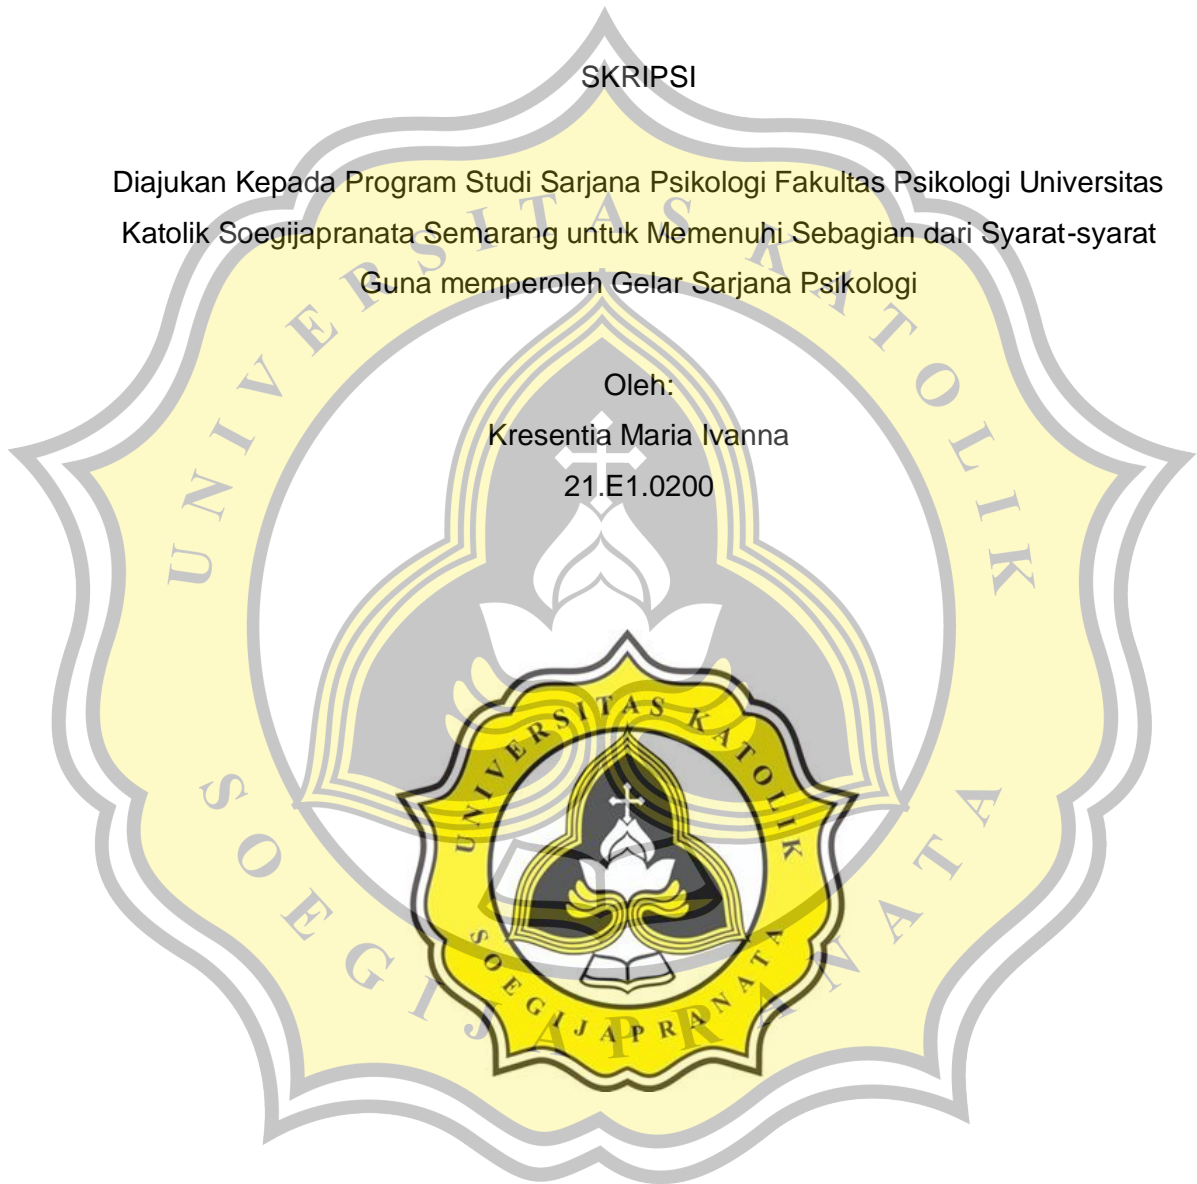 SKRIPSI
Diajukan Kepada Program Studi Sarjana Psikologi Fakultas Psikologi Universitas
Katolik Soegijapranata Semarang untuk Memenuhi Sebagian dari Syarat-syarat
Guna memperoleh Gelar Sarjana Psikologi
Oleh:
Kresentia Maria Ivanna
21.E1.0200
UNIVERSITAS KATOLIK
SOEGIJAPRANATA
UNIVERSITAS KATOLIK
SOEGIJAPRANATA